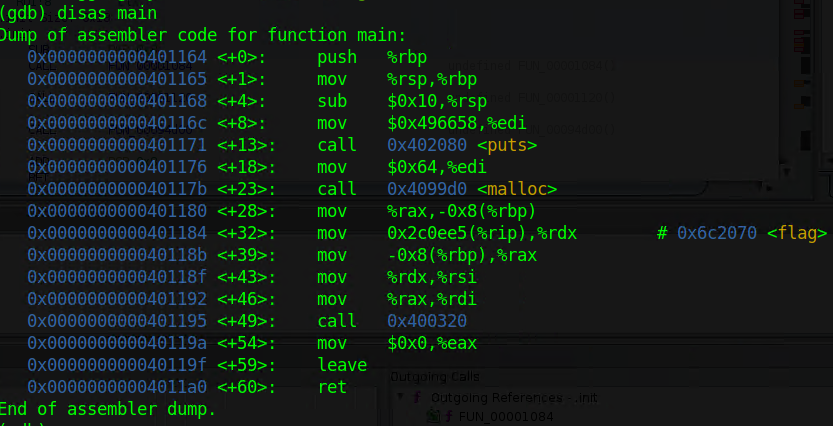 (gdb) disas main
Dump of assembler code for function main:
0x0000000000401164 <+0>: push %rbp
0x0000000000401165 <+1>: mov %rsp,%rbp
0x0000000000401168 <+4>: sub $0x10,%rsp
0x000000000040116c <+8>: mov $0x496658,%edi
0x0000000000401171 <+13>: call 0x402080 <puts>
0x0000000000401176 <+18>: mov $0x64,%edi
0x000000000040117b <+23>: call 0x4099d0 <malloc>
0x0000000000401180 <+28>: mov %rax,-0x8(%rbp)
0x0000000000401184 <+32>: mov 0x2c0ee5(%rip),%rdx # 0x6c2070 <flag>
0x000000000040118b <+39>: mov -0x8(%rbp),%rax
0x000000000040118f <+43>: mov %rdx,%rsi
0x0000000000401192 <+46>: mov %rax,%rdi
0x0000000000401195 <+49>: call 0x400320
0x000000000040119a <+54>: mov $0x0,%eax
0x000000000040119f <+59>: leave
0x00000000004011a0 <+60>: ret
End of assembler dump.
Outgoing Calls
f Outgoing References - .init
f FUN_00001084